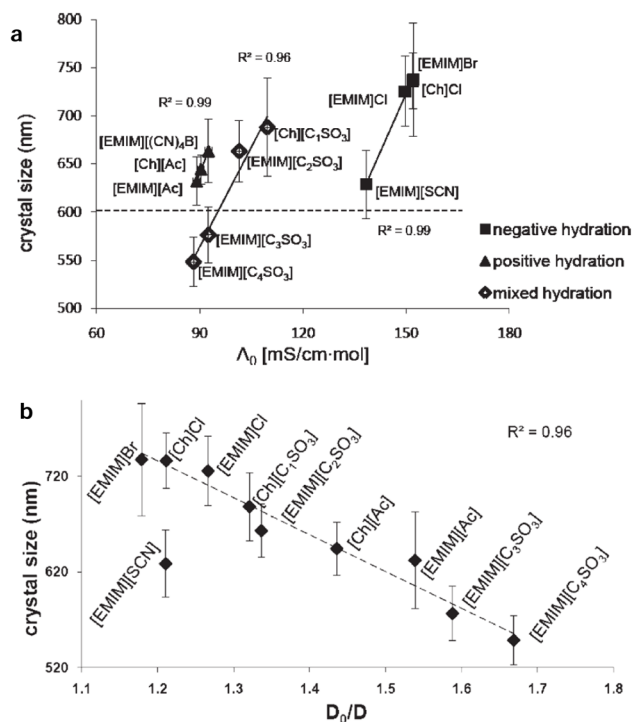 a
crystal size (nm)
800
750
700
650
600
550
500
60
90
120
150
180
Λ₀ [mS/cm·mol]
R² = 0.96
R² = 0.99
R² = 0.99
[EMIM]Br
[EMIM]Cl
[Ch]Cl
[EMIM][(CN)₄B]
[Ch][C₁SO₃]
[Ch][Ac]
[EMIM][C₂SO₃]
[EMIM][Ac]
[EMIM][SCN]
[EMIM][C₃SO₃]
[EMIM][C₄SO₃]
negative hydration
positive hydration
mixed hydration
b
crystal size (nm)
720
620
520
1.1
1.2
1.3
1.4
1.5
1.6
1.7
1.8
D₀/D
R² = 0.96
[EMIM]Br
[Ch]Cl
[EMIM]Cl
[Ch][C₁SO₃]
[EMIM][C₂SO₃]
[EMIM][SCN]
[Ch][Ac]
[EMIM][Ac]
[EMIM][C₃SO₃]
[EMIM][C₄SO₃]